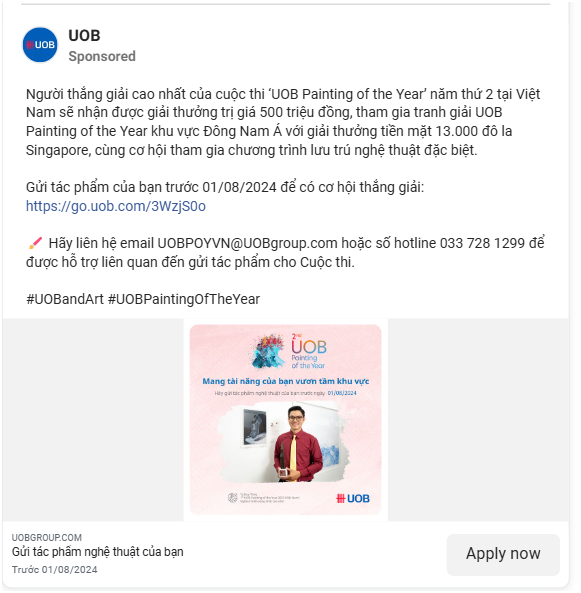 UOB
UOB
Sponsored
Người thắng giải cao nhất của cuộc thi 'UOB Painting of the Year' năm thứ 2 tại Việt
Nam sẽ nhận được giải thưởng trị giá 500 triệu đồng, tham gia tranh giải UOB
Painting of the Year khu vực Đông Nam Á với giải thưởng tiền mặt 13.000 đô la
Singapore, cùng cơ hội tham gia chương trình lưu trú nghệ thuật đặc biệt.
Gửi tác phẩm của bạn trước 01/08/2024 để có cơ hội thắng giải:
https://go.uob.com/3WzjS0o
Hãy liên hệ email UOBPOYVN@UOBgroup.com hoặc số hotline 033 728 1299 để
được hỗ trợ liên quan đến gửi tác phẩm cho Cuộc thi.
#UOBandArt #UOBPaintingOfTheYear
2ND
UOB
Painting
of the Year
Mang tài năng của bạn vươn tầm khu vực
Hãy gửi tác phẩm nghệ thuật của bạn trước ngày 01/08/2024
UOB
UOBGROUP.COM
Gửi tác phẩm nghệ thuật của bạn
Trước 01/08/2024
Apply now